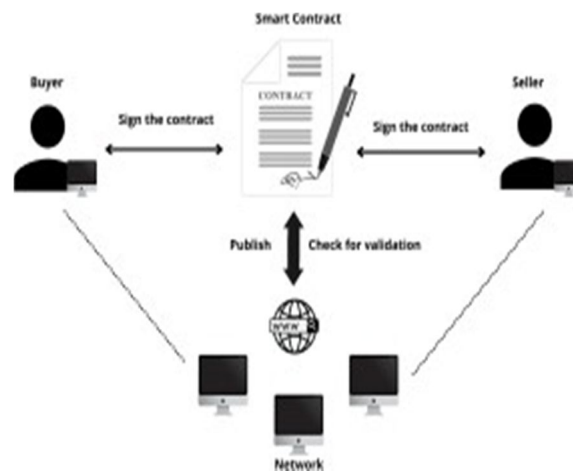 Smart Contract
Buyer
Seller
CONTRACT
Sign the contract
Sign the contract
Publish
Check for validation
WWW
Network